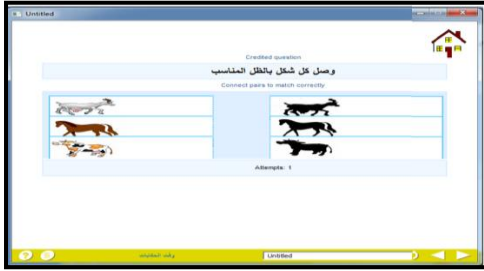 Untitled
Credited question
وصل كل شكل بالظل المناسب
Connect pairs to match correctly
Attempts: 1
Untitled